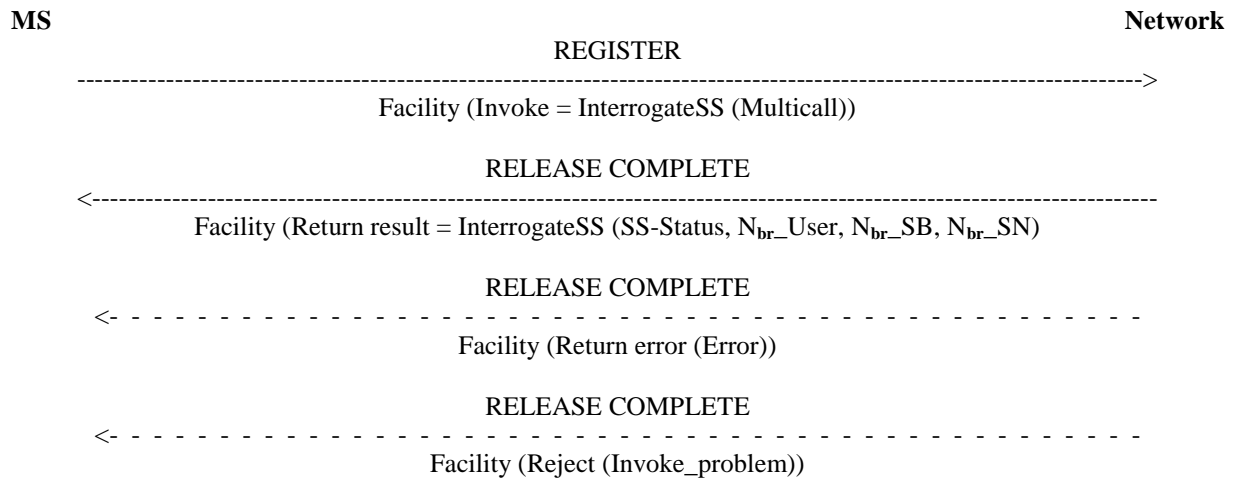 MS Network
REGISTER
Facility (Invoke = InterrogateSS (Multicall))
RELEASE COMPLETE
Facility (Return result = InterrogateSS (SS-Status, Nbr_User, Nbr_SB, Nbr_SN)
RELEASE COMPLETE
Facility (Return error (Error))
RELEASE COMPLETE
Facility (Reject (Invoke_problem))